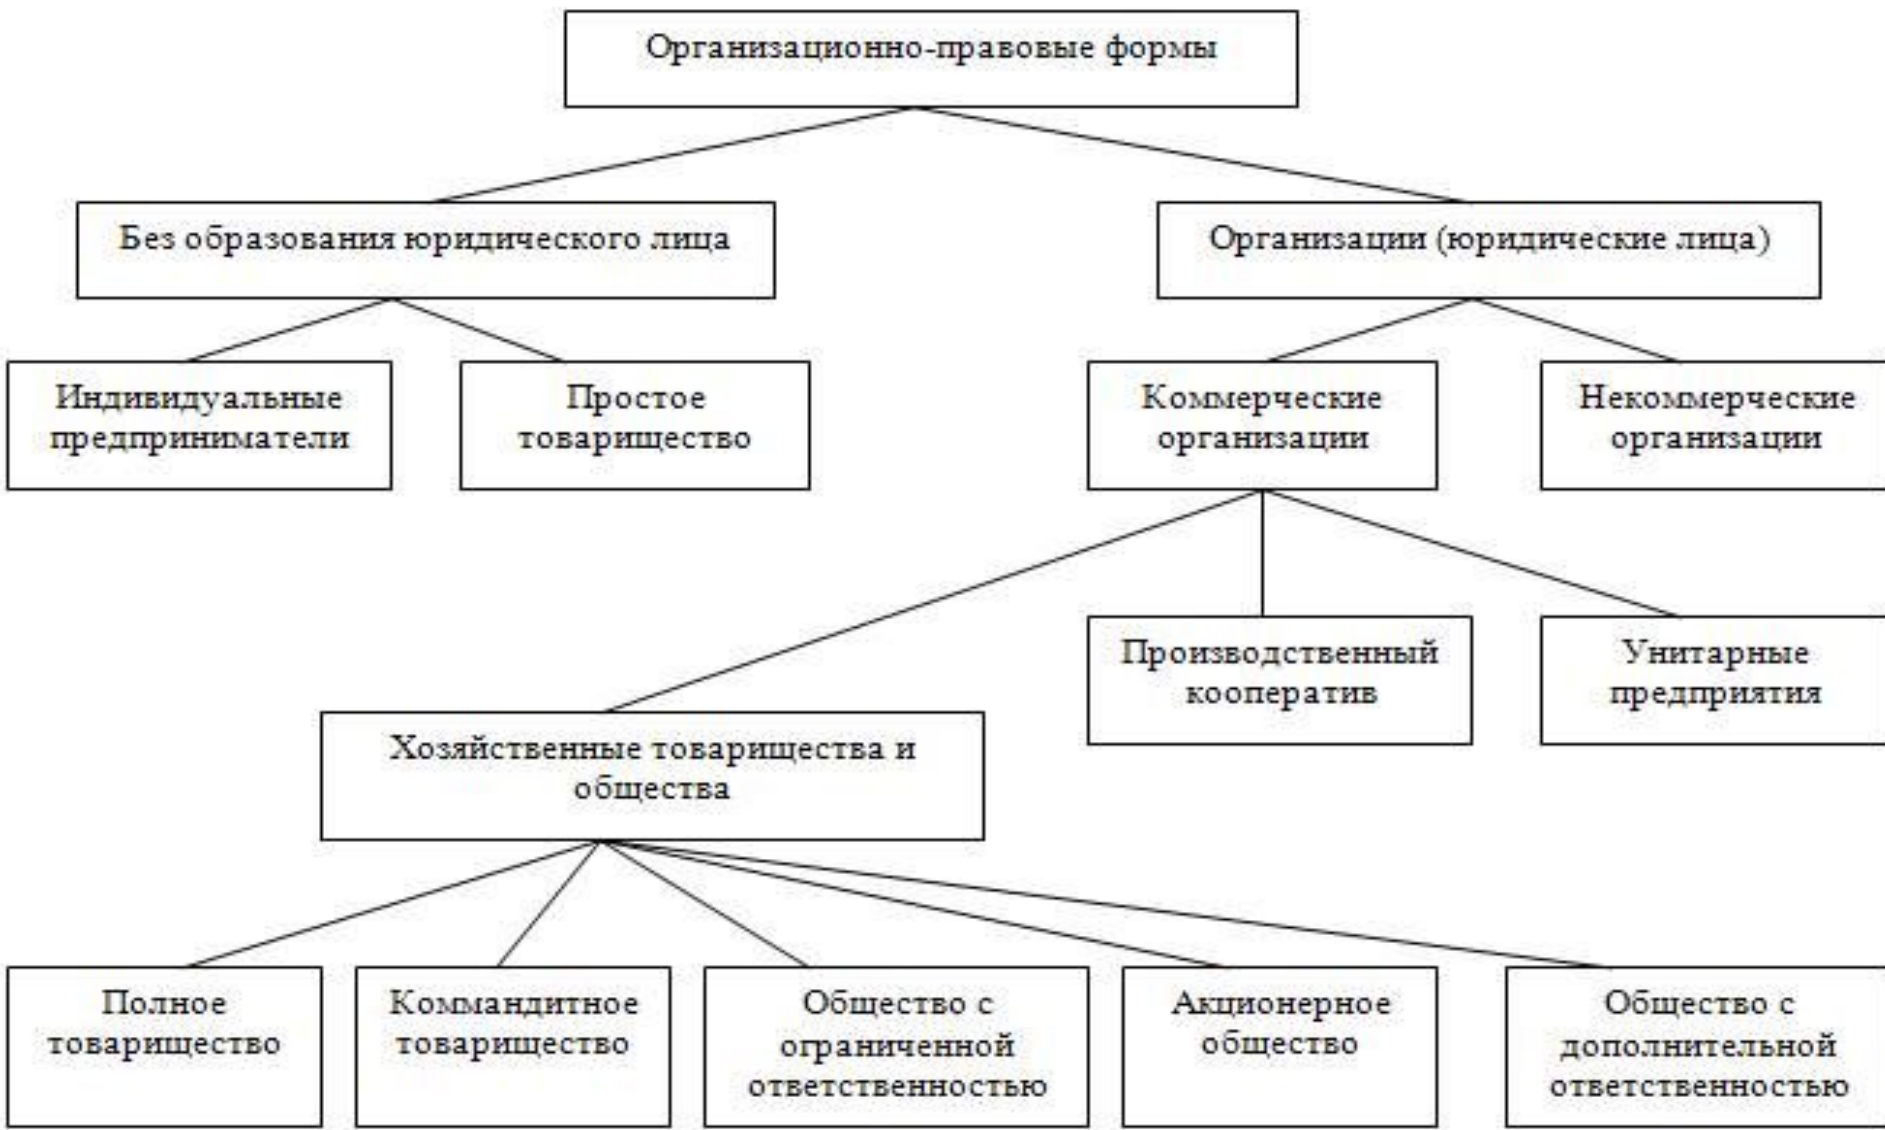 Организационно-правовые формы
Без образования юридического лица
Организации (юридические лица)
Индивидуальные
предприниматели
Простое
товарищество
Коммерческие
организации
Некоммерческие
организации
Производственный
кооператив
Унитарные
предприятия
Хозяйственные товарищества и
общества
Полное
товарищество
Коммандитное
товарищество
Общество с
ограниченной
ответственностью
Акционерное
общество
Общество с
дополнительной
ответственностью